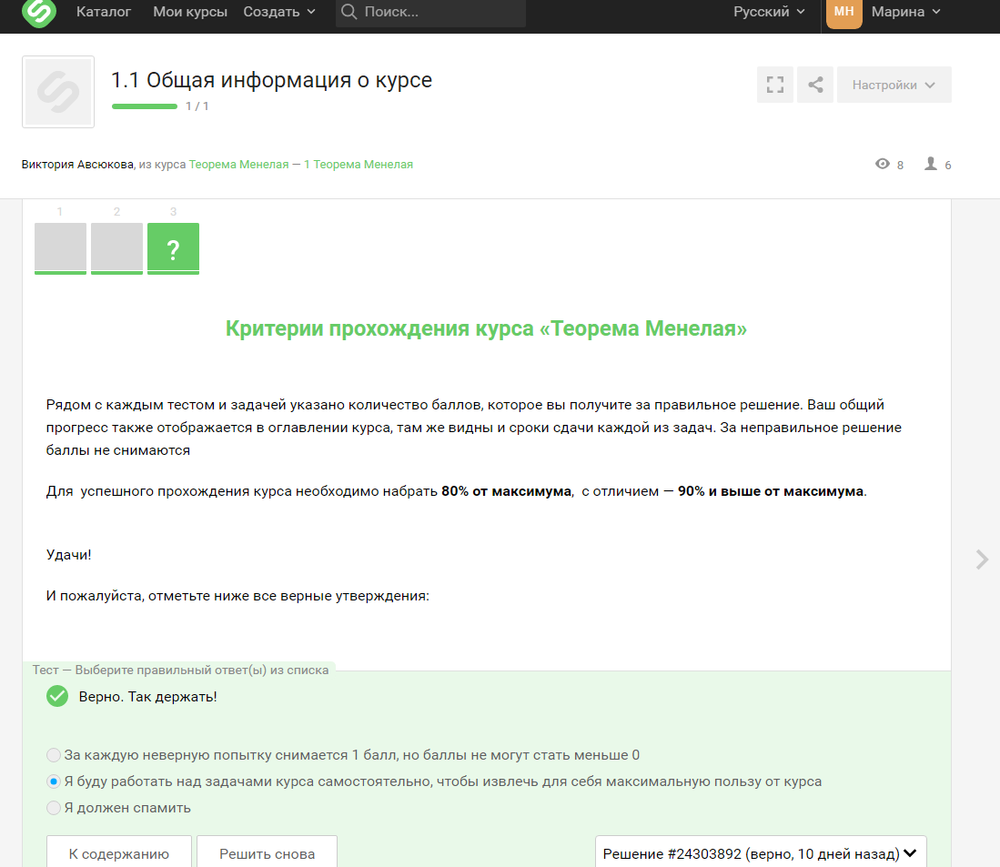 Каталог Мои курсы Создать Поиск... Русский МН Марина
1.1 Общая информация о курсе
1 / 1
Настройки
Виктория Авсюкова, из курса Теорема Менелая — 1 Теорема Менелая
8 6
1 2 3
?
Критерии прохождения курса «Теорема Менелая»
Рядом с каждым тестом и задачей указано количество баллов, которое вы получите за правильное решение. Ваш общий
прогресс также отображается в оглавлении курса, там же видны и сроки сдачи каждой из задач. За неправильное решение
баллы не снимаются
Для успешного прохождения курса необходимо набрать 80% от максимума, с отличием — 90% и выше от максимума.
Удачи!
И пожалуйста, отметьте ниже все верные утверждения:
Тест — Выберите правильный ответ(ы) из списка
Верно. Так держать!
За каждую неверную попытку снимается 1 балл, но баллы не могут стать меньше 0
Я буду работать над задачами курса самостоятельно, чтобы извлечь для себя максимальную пользу от курса
Я должен спамить
К содержанию Решить снова Решение #24303892 (верно, 10 дней назад)